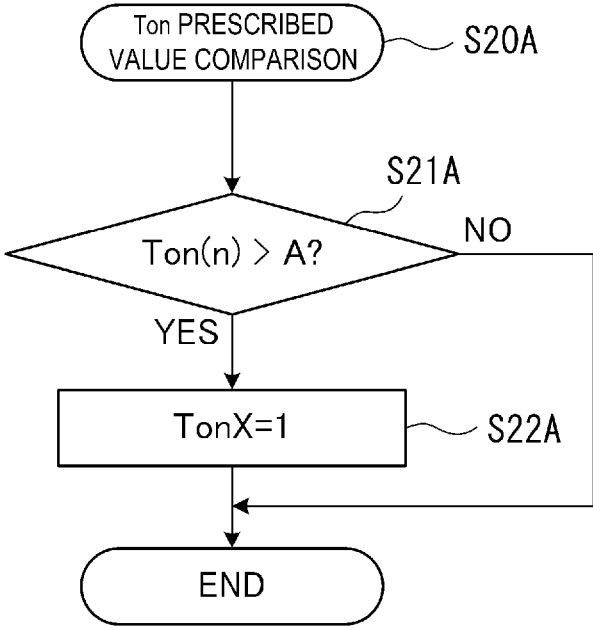 Ton PRESCRIBED
VALUE COMPARISON
S20A
S21A
Ton(n) > A?
NO
YES
TonX=1
S22A
END